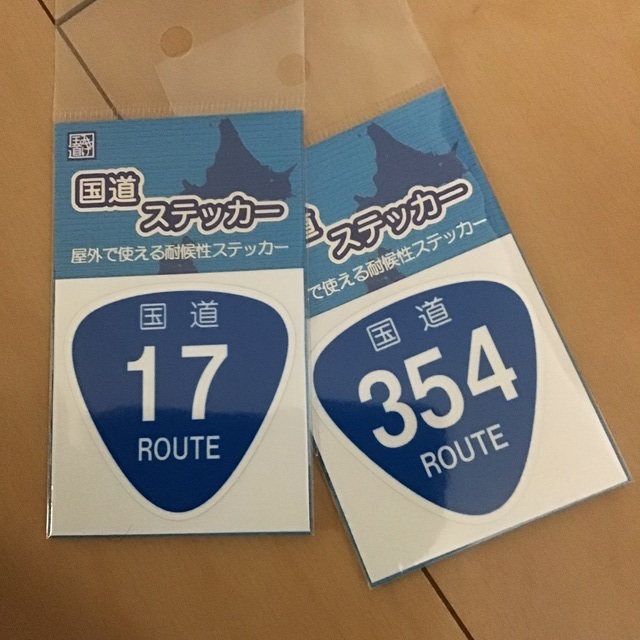 国道
ステッカー
屋外で使える耐候性ステッカー
国道
17
ROUTE
道
ステッカー
で使える耐候性ステッカー
国道
354
ROUTE